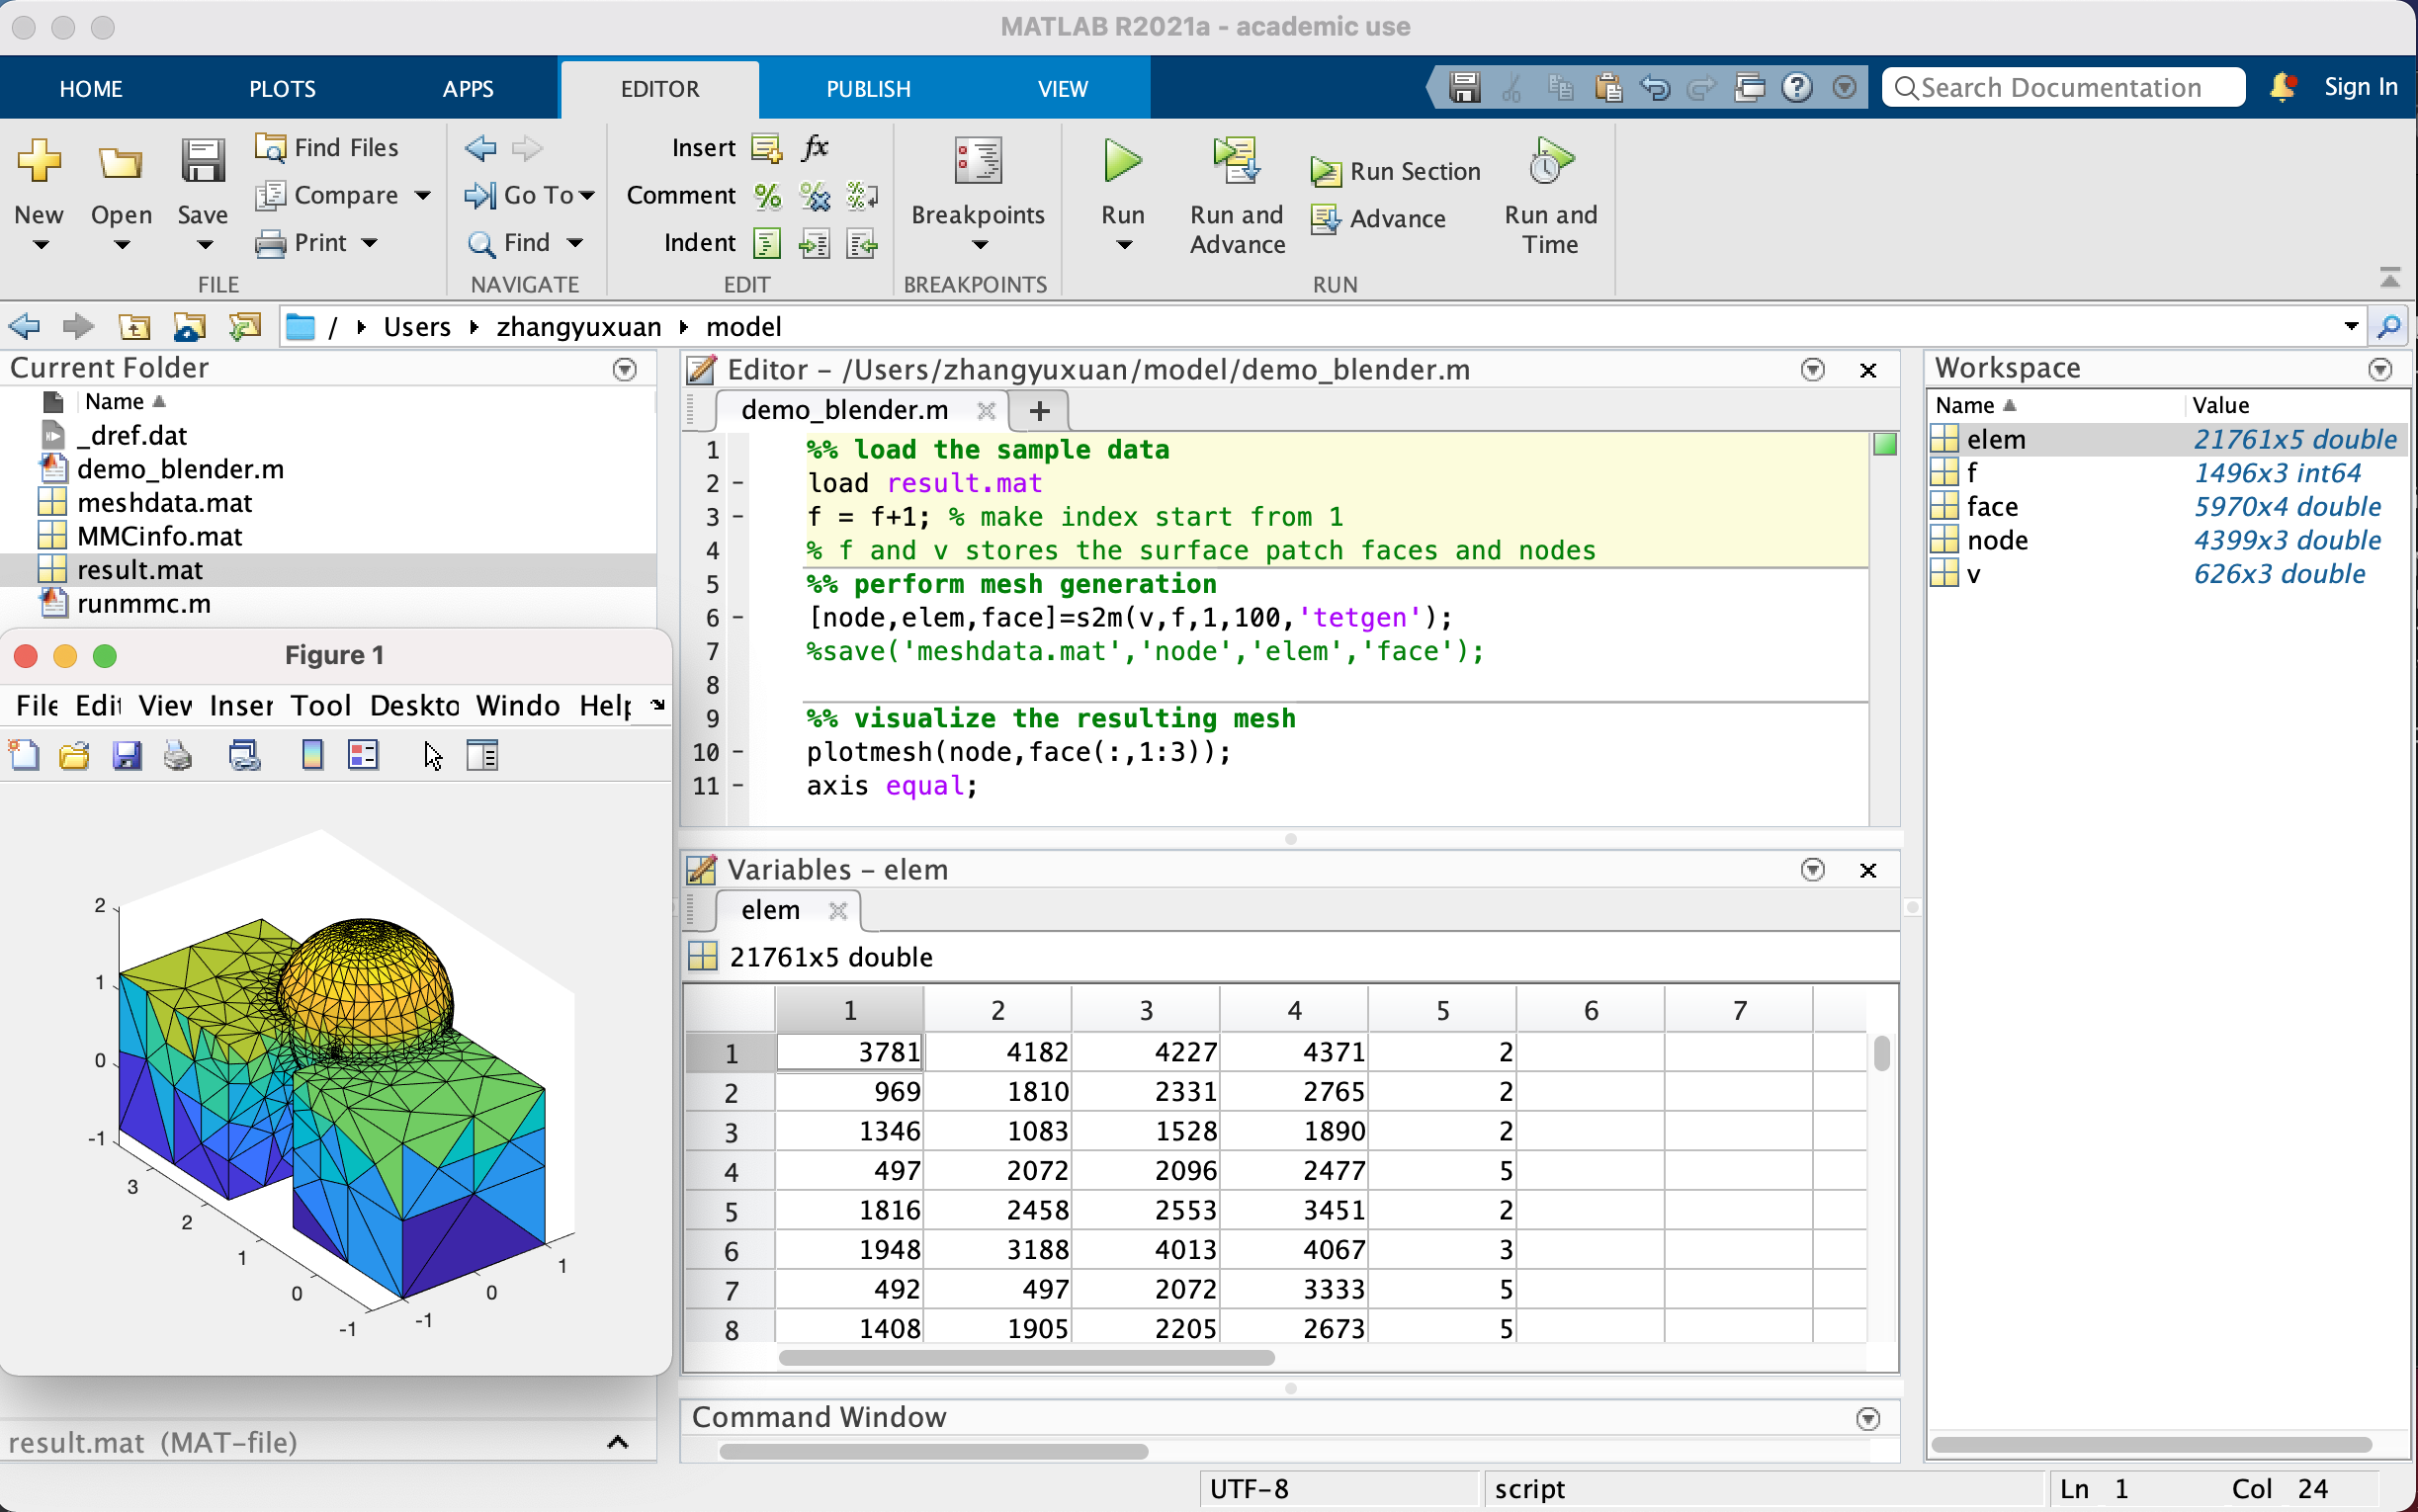 MATLAB R2021a - academic use
HOME PLOTS APPS EDITOR PUBLISH VIEW Search Documentation Sign In
New Open Save Find Files Compare Print
FILE
Go To Find
NAVIGATE
Insert fx
Comment
Indent
EDIT
Breakpoints
BREAKPOINTS
Run Run and Advance Run Section Advance Run and Time
RUN
/ Users zhangyuxuan model
Current Folder
Name
_dref.dat
demo_blender.m
meshdata.mat
MMCinfo.mat
result.mat
runmmc.m
Figure 1
File Edit View Inser Tool Deskto Windo Help
2
1
0
-1
3
2
1
0
-1
-1
0
1
result.mat (MAT-file)
Editor – /Users/zhangyuxuan/model/demo_blender.m
demo_blender.m +
1 %% load the sample data
2 – load result.mat
3 – f = f+1; % make index start from 1
4 % f and v stores the surface patch faces and nodes
5 %% perform mesh generation
6 – [node,elem,face]=s2m(v,f,1,100,'tetgen');
7 %save('meshdata.mat','node','elem','face');
8
9 %% visualize the resulting mesh
10 – plotmesh(node,face(:,1:3));
11 – axis equal;
Variables – elem
elem
21761x5 double
1 2 3 4 5 6 7
1 3781 4182 4227 4371 2
2 969 1810 2331 2765 2
3 1346 1083 1528 1890 2
4 497 2072 2096 2477 5
5 1816 2458 2553 3451 2
6 1948 3188 4013 4067 3
7 492 497 2072 3333 5
8 1408 1905 2205 2673 5
Command Window
Workspace
Name Value
elem 21761x5 double
f 1496x3 int64
face 5970x4 double
node 4399x3 double
v 626x3 double
UTF-8 script Ln 1 Col 24